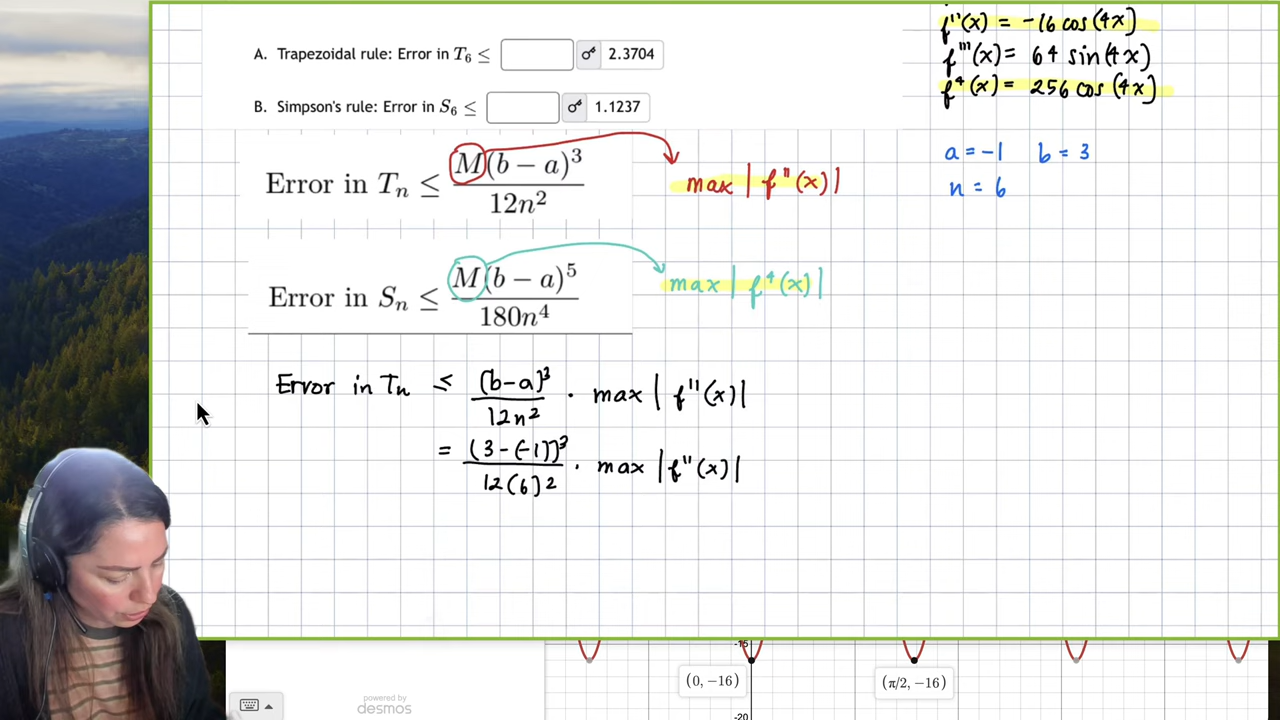 f''(x) = -16 cos(4x)
A. Trapezoidal rule: Error in T₆ ≤ 2.3704
f'''(x) = 64 sin(4x)
f⁴(x) = 256 cos(4x)
B. Simpson's rule: Error in S₆ ≤ 1.1237
a = -1 b = 3
Error in Tₙ ≤ M(b − a)³ / 12n²
max |f''(x)|
n = 6
Error in Sₙ ≤ M(b − a)⁵ / 180n⁴
max |f⁴(x)|
Error in Tₙ ≤ (b-a)³ / 12n² · max |f''(x)|
= (3-(-1))³ / 12(6)² · max |f''(x)|
-15
(0, −16)
(π/2, −16)
powered by
desmos
-20